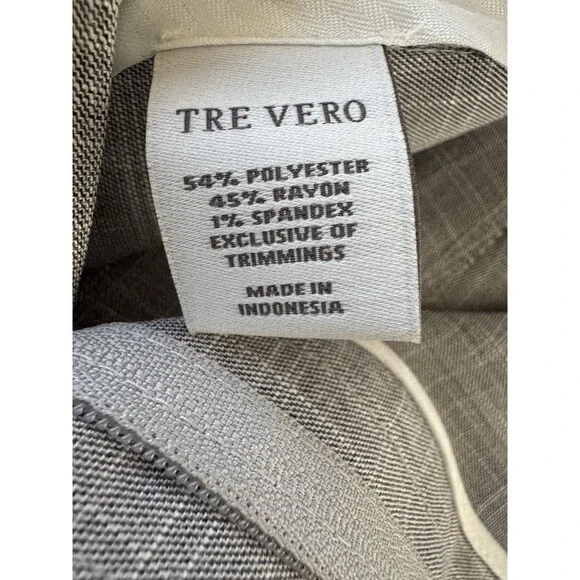 TRE VERO
54% POLYESTER
45% RAYON
1% SPANDEX
EXCLUSIVE OF
TRIMMINGS
MADE IN
INDONESIA